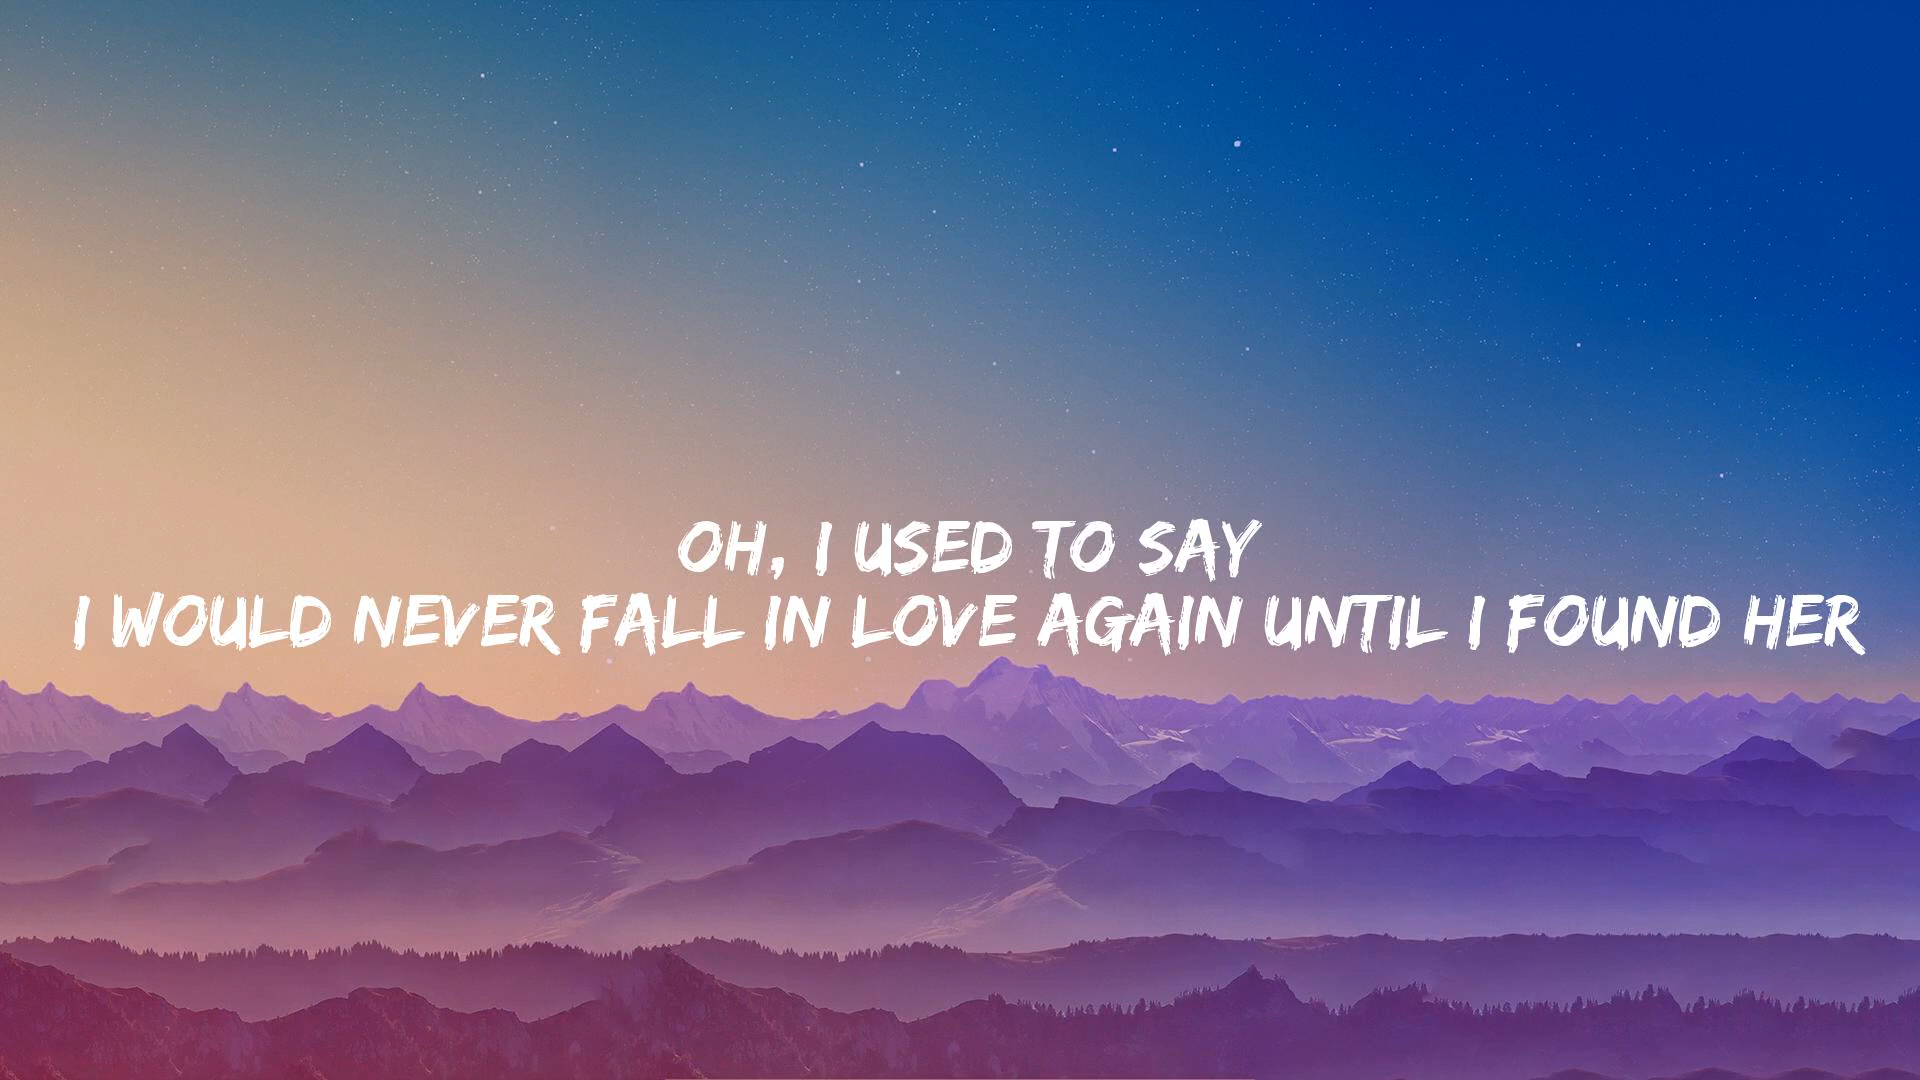 OH, I USED TO SAY
I WOULD NEVER FALL IN LOVE AGAIN UNTIL I FOUND HER